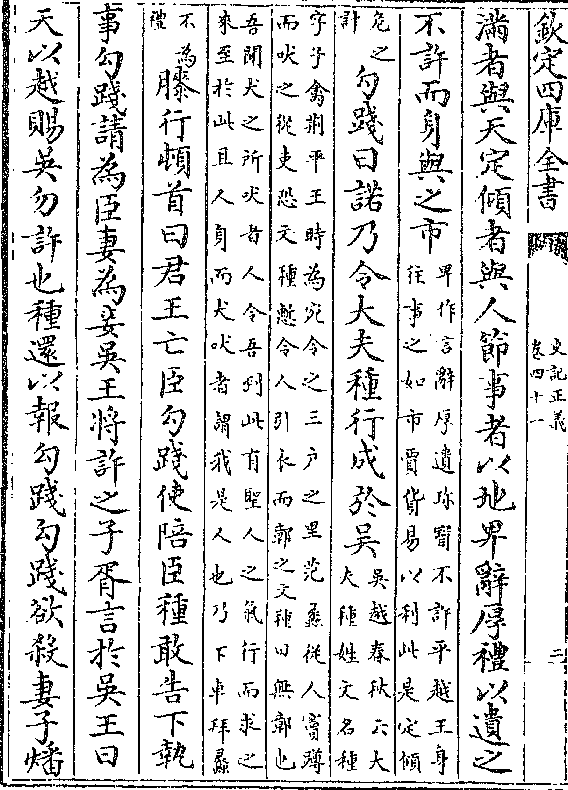 欽定四庫全書
史記正義
卷四十一
二
滿者與天定傾者與人節事者以地卑辭厚禮以遺之
不許而身與之市
卑作言辭厚遺珍寳不許平越王身
往事之如市賈貨易以利此是定傾
危之
計
勾踐曰諾乃令大夫種行成於吳
吳越春秋云大
大種姓文名種
字子禽荆平王時為宛令之三户之里范蠡從人竇蹲
而吠之從吏恐文種慙令人引衣而鄣之文種曰無鄣也
吾聞犬之所吠者人今吾到此有聖人之氣行而求之
來至於此且人身而犬吠者謂我是人也乃下車拜蠡
不為
禮
膝行頓首曰君王亡臣勾踐使陪臣種敢告下執
事勾踐請為臣妻為妾吳王將許之子胥言於吳王曰
天以越賜吳勿許也種還以報勾踐勾踐欲殺妻子燔